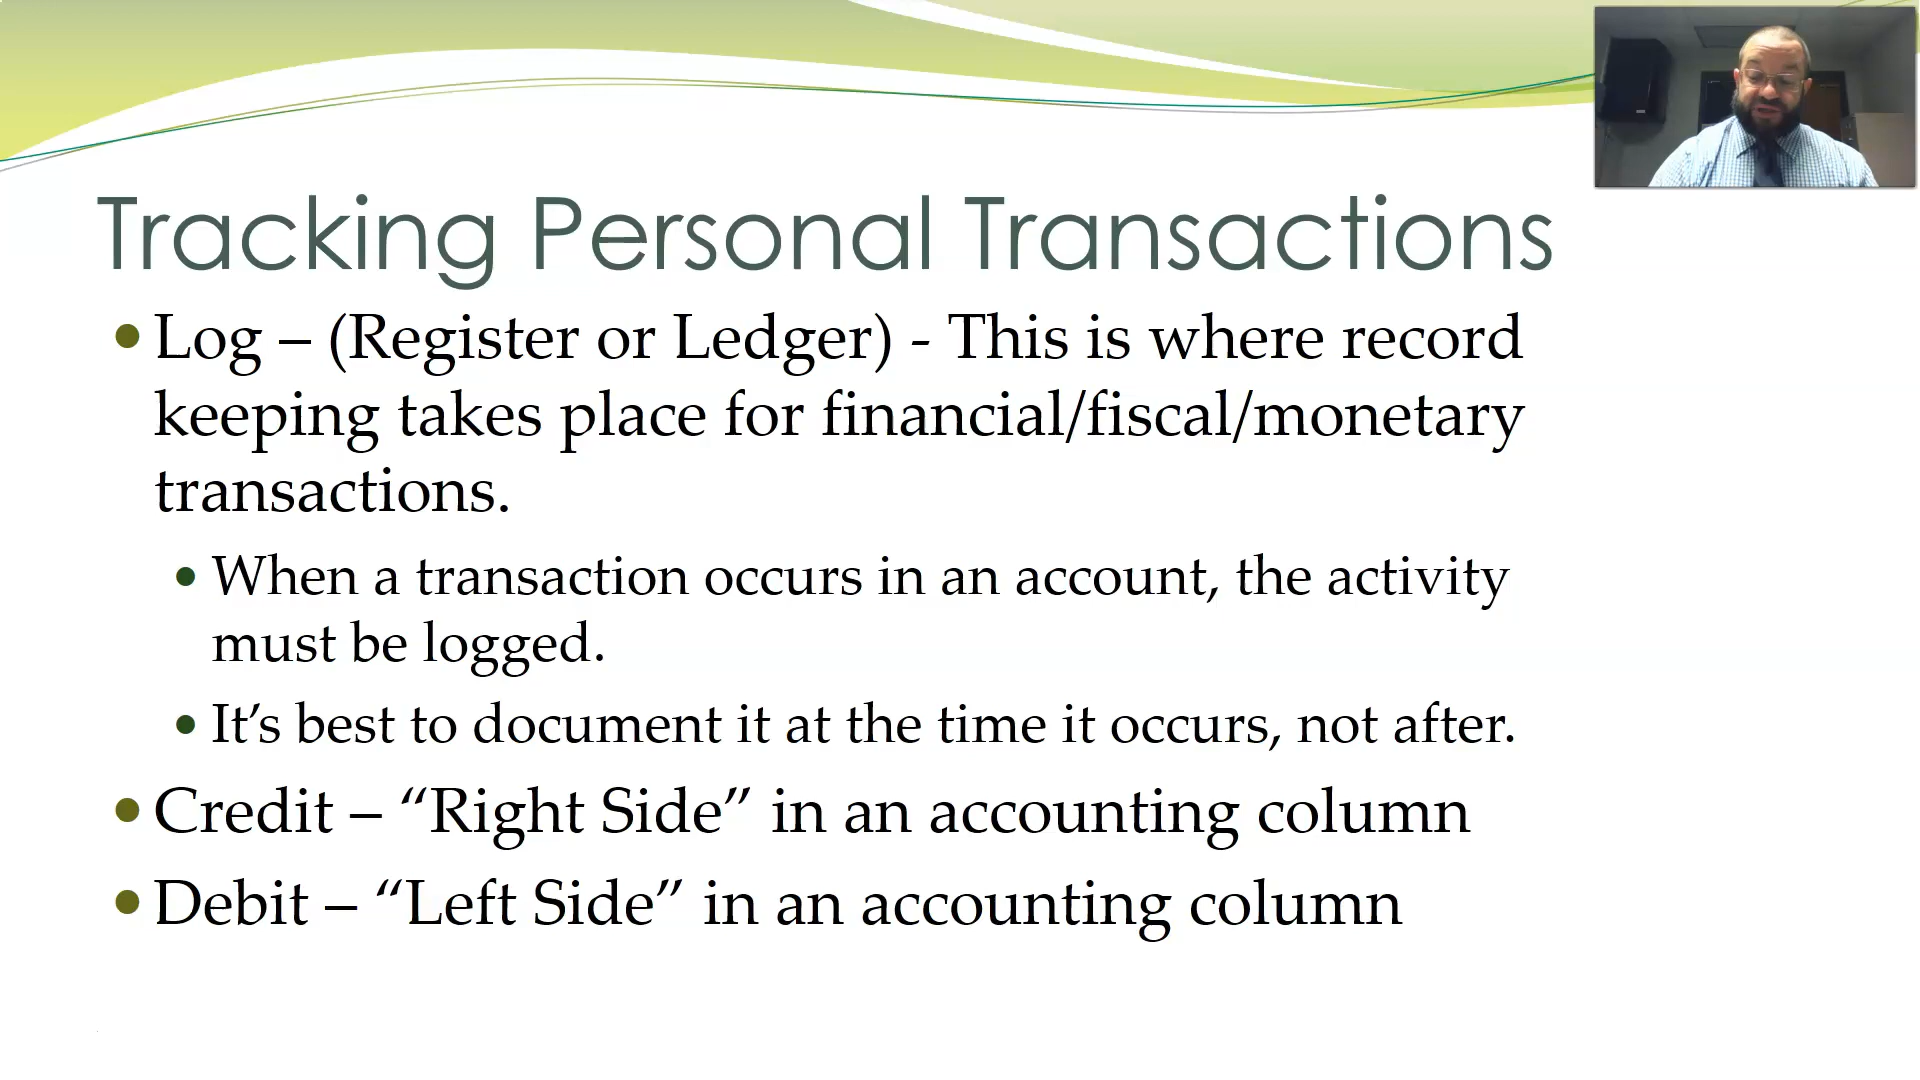 Tracking Personal Transactions
• Log – (Register or Ledger) - This is where record
keeping takes place for financial/fiscal/monetary
transactions.
• When a transaction occurs in an account, the activity
must be logged.
• It’s best to document it at the time it occurs, not after.
• Credit – “Right Side” in an accounting column
• Debit – “Left Side” in an accounting column